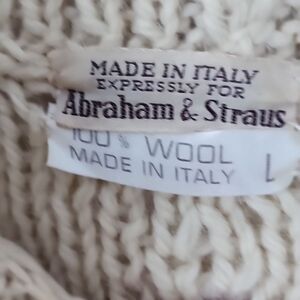 MADE IN ITALY
EXPRESSLY FOR
Abraham & Straus
100% WOOL
MADE IN ITALY L